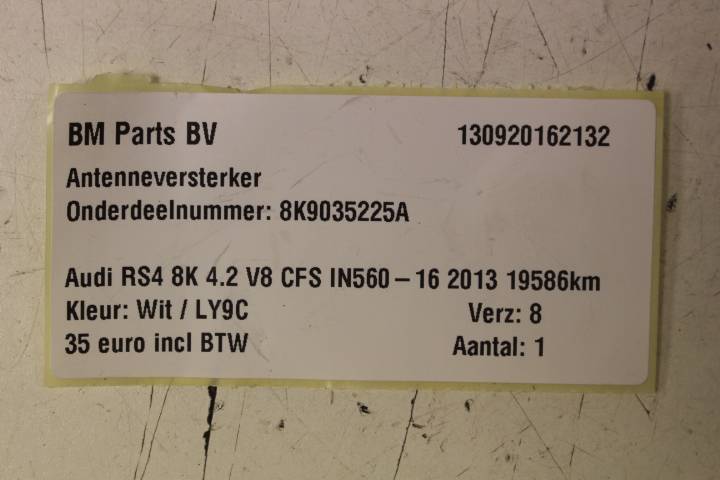 BM Parts BV 130920162132
Antenneversterker
Onderdeelnummer: 8K9035225A
Audi RS4 8K 4.2 V8 CFS IN560-16 2013 19586km
Kleur: Wit / LY9C Verz: 8
35 euro incl BTW Aantal: 1